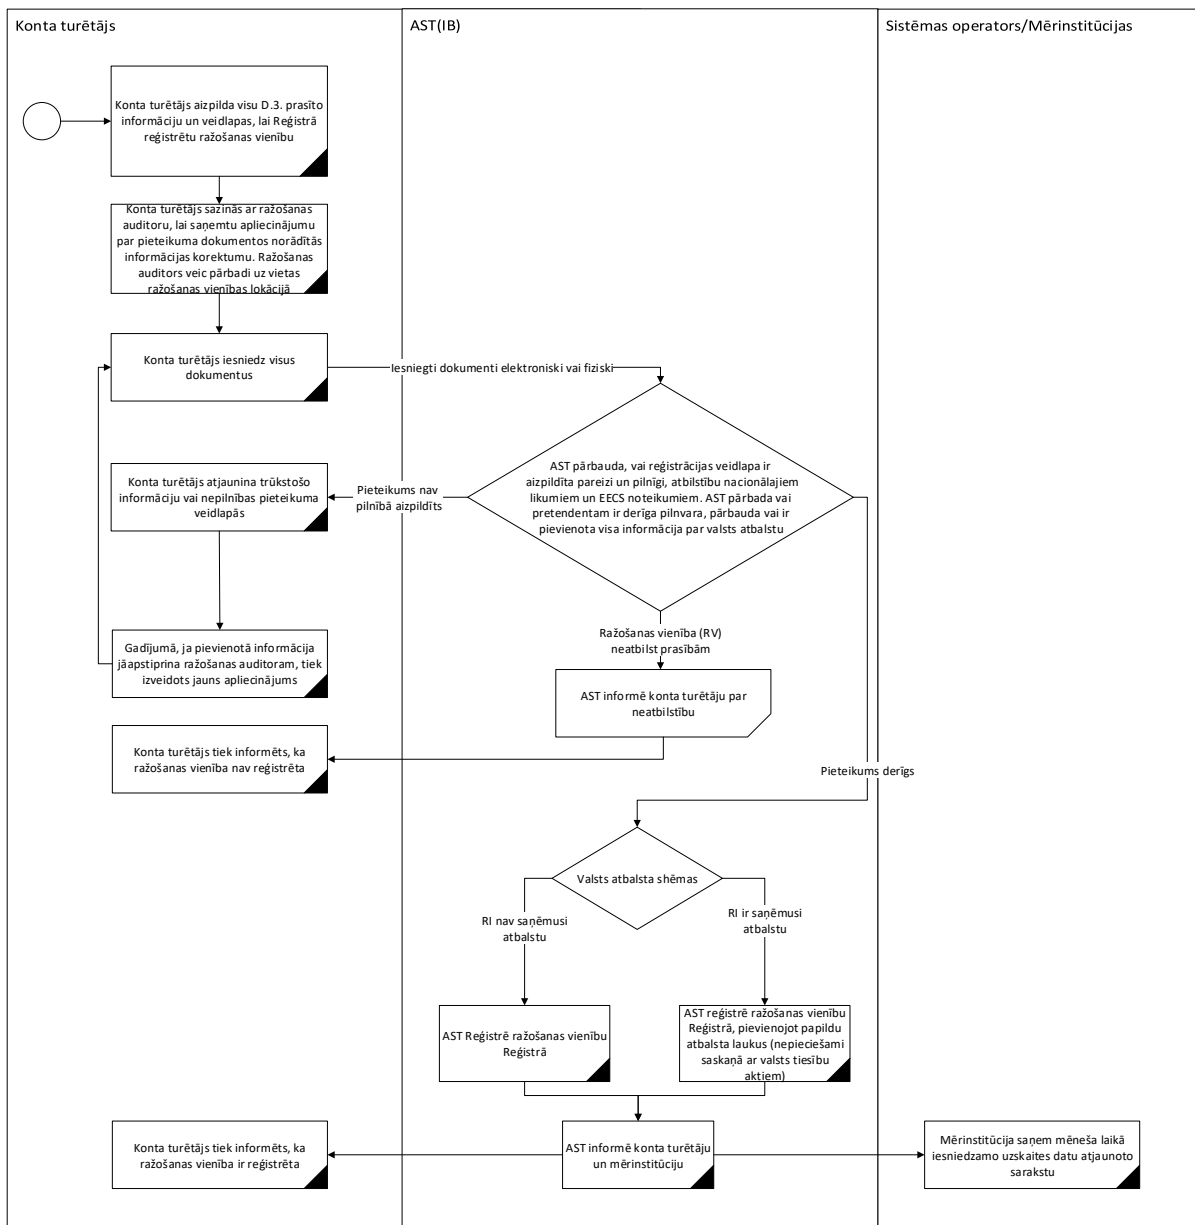 Konta turētājs
AST(IB)
Sistēmas operators/Mērinstitūcijas
Konta turētājs aizpilda visu D.3. prasīto
informāciju un veidlapas, lai Reģistrā
reģistrētu ražošanas vienību
Konta turētājs sazinās ar ražošanas
auditoru, lai saņemtu apliecinājumu
par pieteikuma dokumentos norādītās
informācijas korektumu. Ražošanas
auditors veic pārbadi uz vietas
ražošanas vienības lokācijā
Konta turētājs iesniedz visus
dokumentus
Iesniegti dokumenti elektroniski vai fiziski
AST pārbauda, vai reģistrācijas veidlapa ir
aizpildīta pareizi un pilnīgi, atbilstību nacionālajiem
likumiem un EECS noteikumiem. AST pārbada vai
pretendentam ir derīga pilnvara, pārbauda vai ir
pievienota visa informācija par valsts atbalstu
Pieteikums nav
pilnībā aizpildīts
Konta turētājs atjaunina trūkstošo
informāciju vai nepilnības pieteikuma
veidlapās
Gadījumā, ja pievienotā informācija
jāapstiprina ražošanas auditoram, tiek
izveidots jauns apliecinājums
Ražošanas vienība (RV)
neatbilst prasībām
AST informē konta turētāju par
neatbilstību
Konta turētājs tiek informēts, ka
ražošanas vienība nav reģistrēta
Pieteikums derīgs
Valsts atbalsta shēmas
RI nav saņēmusi
atbalstu
RI ir saņēmusi
atbalstu
AST Reģistrē ražošanas vienību
Reģistrā
AST reģistrē ražošanas vienību
Reģistrā, pievienojot papildu
atbalsta laukus (nepieciešami
saskaņā ar valsts tiesību
aktiem)
Konta turētājs tiek informēts, ka
ražošanas vienība ir reģistrēta
AST informē konta turētāju
un mērinstitūciju
Mērinstitūcija saņem mēneša laikā
iesniedzamo uzskaites datu atjaunoto
sarakstu